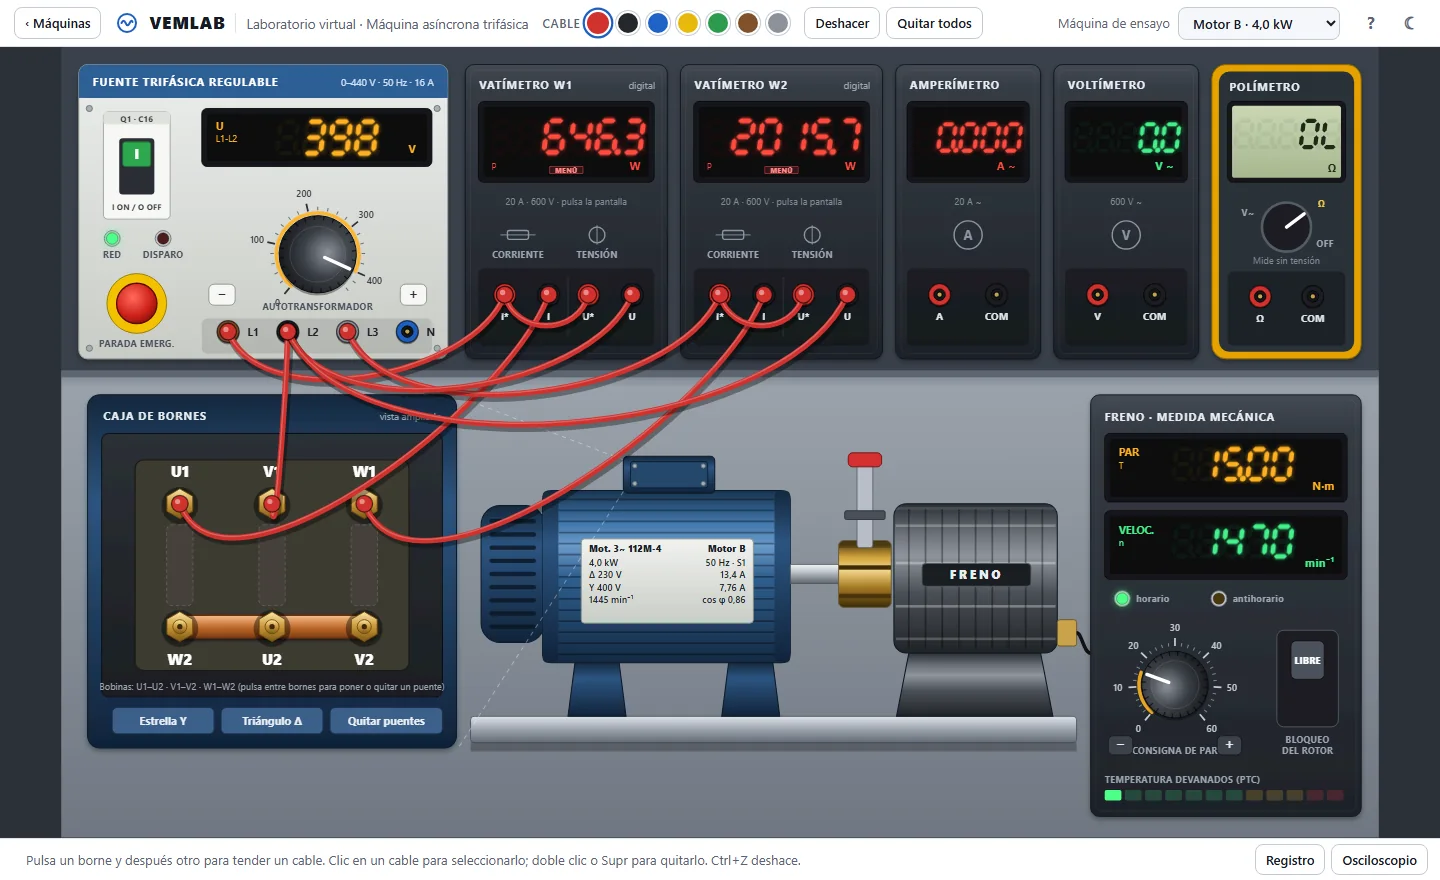 ‹ Máquinas
VEMLAB
Laboratorio virtual · Máquina asíncrona trifásica
CABLE
Deshacer
Quitar todos
Máquina de ensayo
Motor B · 4,0 kW
?
FUENTE TRIFÁSICA REGULABLE
0–440 V · 50 Hz · 16 A
Q1 · C16
I
I ON / O OFF
RED
DISPARO
PARADA EMERG.
U
L1-L2
398
V
100
200
300
400
0
−
AUTOTRANSFORMADOR
+
L1
L2
L3
N
VATÍMETRO W1
digital
646.3
P
MENÚ
W
20 A · 600 V · pulsa la pantalla
CORRIENTE
TENSIÓN
I*
I
U*
U
VATÍMETRO W2
digital
2015.7
P
MENÚ
W
20 A · 600 V · pulsa la pantalla
CORRIENTE
TENSIÓN
I*
I
U*
U
AMPERÍMETRO
0.000
A ~
20 A ~
A
A
COM
VOLTÍMETRO
0.0
V ~
600 V ~
V
V
COM
POLÍMETRO
OL
Ω
V~
Ω
OFF
Mide sin tensión
Ω
COM
CAJA DE BORNES
U1
V1
W1
W2
U2
V2
Bobinas: U1–U2 · V1–V2 · W1–W2 (pulsa entre bornes para poner o quitar un puente)
Estrella Y
Triángulo Δ
Quitar puentes
Mot. 3~ 112M-4
Motor B
4,0 kW
50 Hz · S1
Δ 230 V
13,4 A
Y 400 V
7,76 A
1445 min⁻¹
cos φ 0,86
FRENO
FRENO · MEDIDA MECÁNICA
PAR
T
15.00
N·m
VELOC.
n
1470
min⁻¹
horario
antihorario
0
10
20
30
40
50
60
−
CONSIGNA DE PAR
+
LIBRE
BLOQUEO
DEL ROTOR
TEMPERATURA DEVANADOS (PTC)
Pulsa un borne y después otro para tender un cable. Clic en un cable para seleccionarlo; doble clic o Supr para quitarlo. Ctrl+Z deshace.
Registro
Osciloscopio